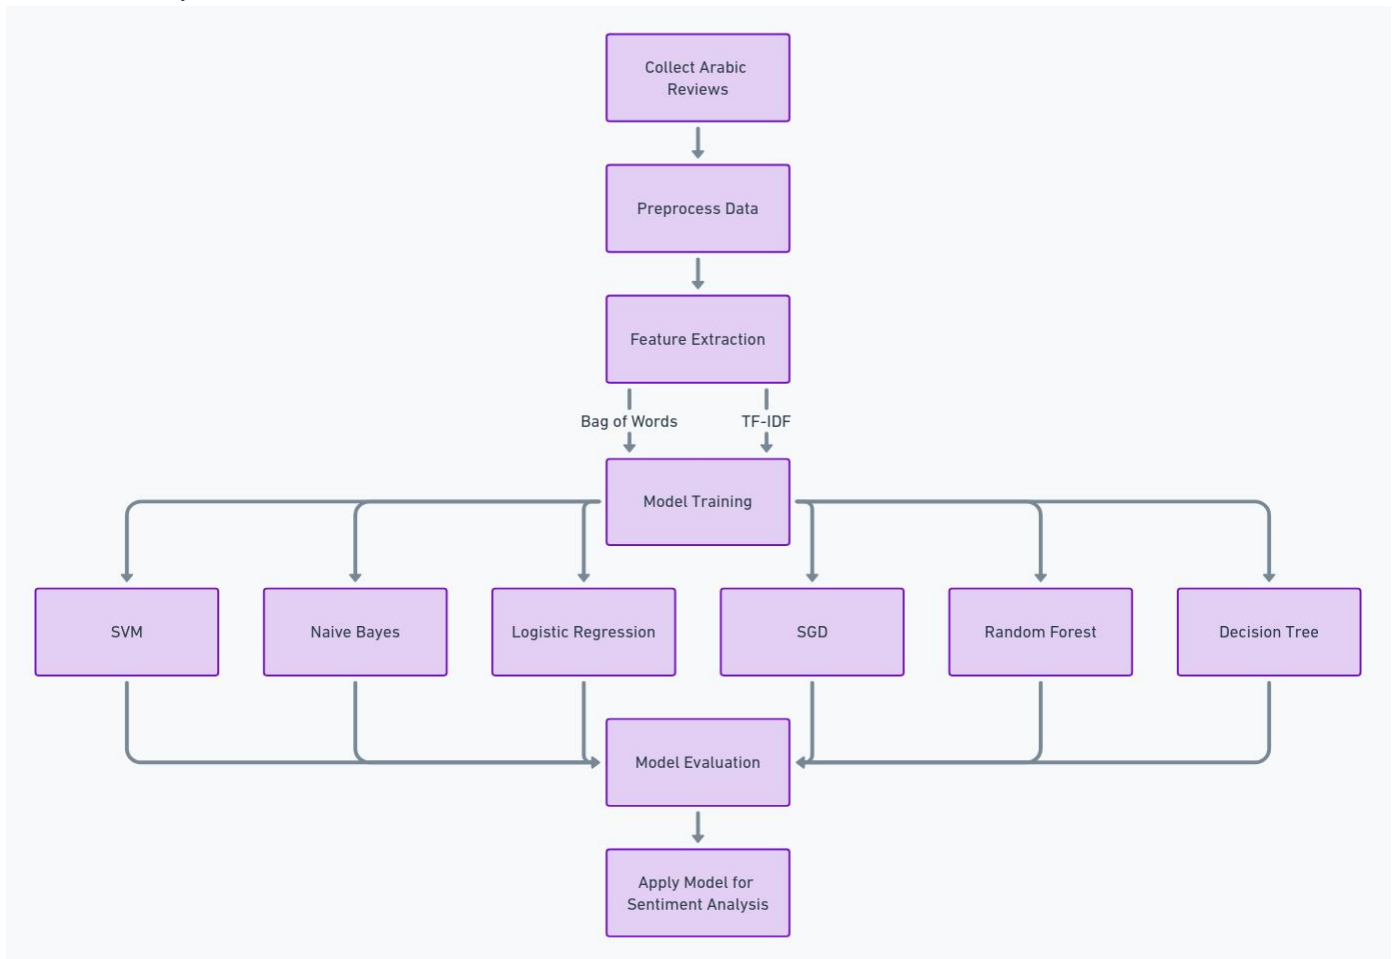 Collect Arabic
Reviews
Preprocess Data
Feature Extraction
Bag of Words
TF-IDF
Model Training
SVM
Naive Bayes
Logistic Regression
SGD
Random Forest
Decision Tree
Model Evaluation
Apply Model for
Sentiment Analysis